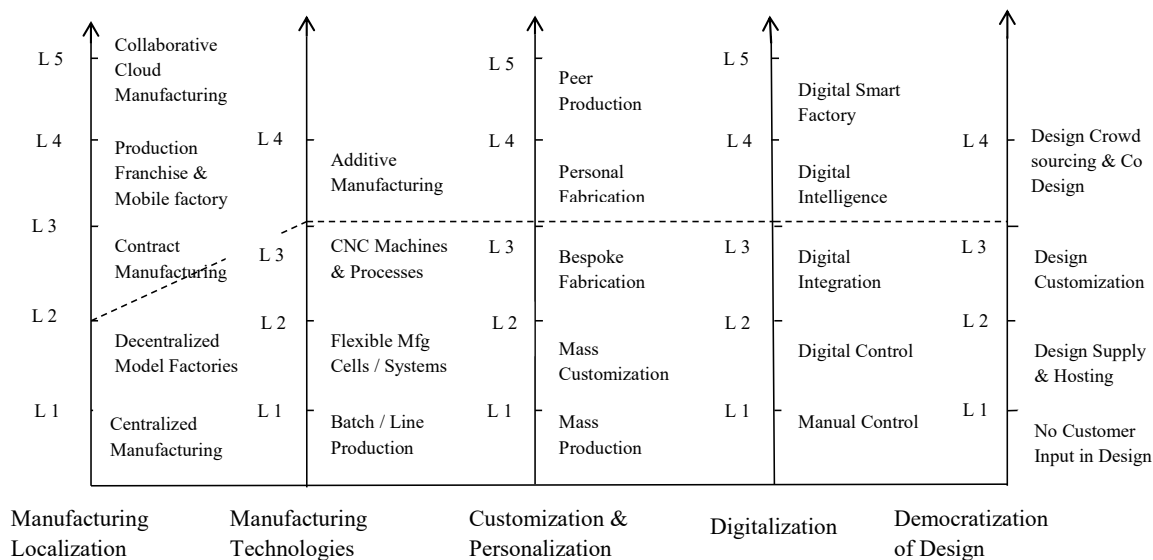 L 5
Collaborative
Cloud
Manufacturing
L 4
Production
Franchise &
Mobile factory
L 3
Contract
Manufacturing
L 2
Decentralized
Model Factories
L 1
Centralized
Manufacturing
Manufacturing
Localization
L 4
Additive
Manufacturing
L 3
CNC Machines
& Processes
L 2
Flexible Mfg
Cells / Systems
L 1
Batch / Line
Production
Manufacturing
Technologies
L 5
Peer
Production
L 4
Personal
Fabrication
L 3
Bespoke
Fabrication
L 2
Mass
Customization
L 1
Mass
Production
Customization &
Personalization
L 5
Digital Smart
Factory
L 4
Digital
Intelligence
L 3
Digital
Integration
L 2
Digital Control
L 1
Manual Control
Digitalization
L 4
Design Crowd
sourcing & Co
Design
L 3
Design
Customization
L 2
Design Supply
& Hosting
L 1
No Customer
Input in Design
Democratization
of Design